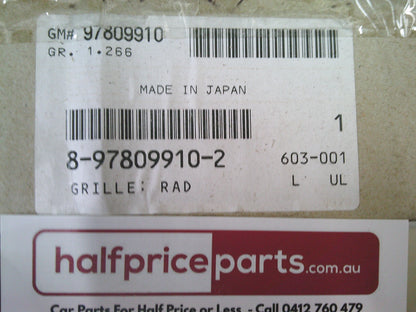 GM# 97809910
GR. 1.266
MADE IN JAPAN
1
8-97809910-2
603-001
GRILLE; RAD
L UL
halfpriceparts.com.au
Car Parts For Half Price or Less - Call 0412 760 479